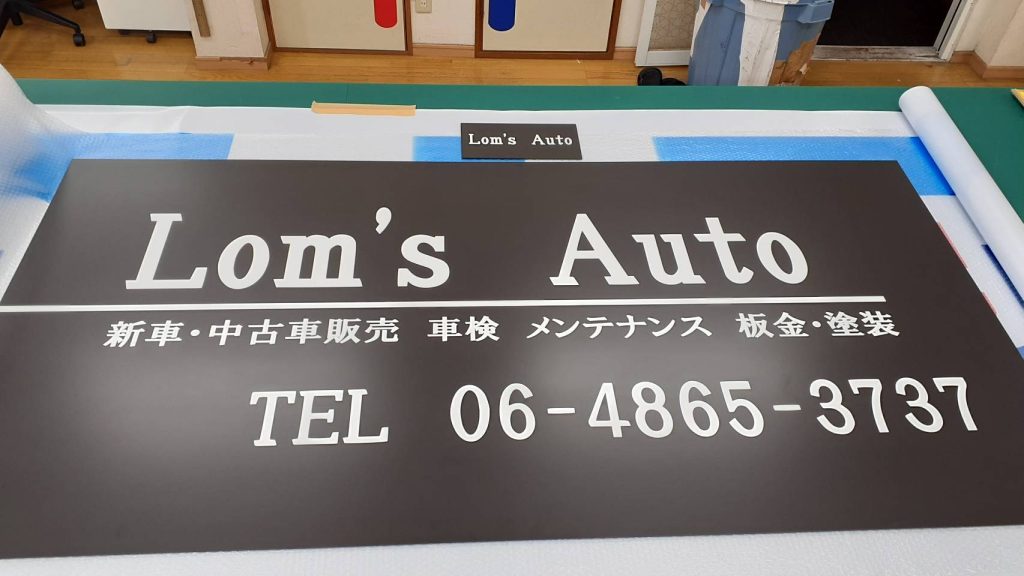 Lom's Auto
Lom's Auto
新車・中古車販売 車検 メンテナンス 板金・塗装
TEL 06-4865-3737